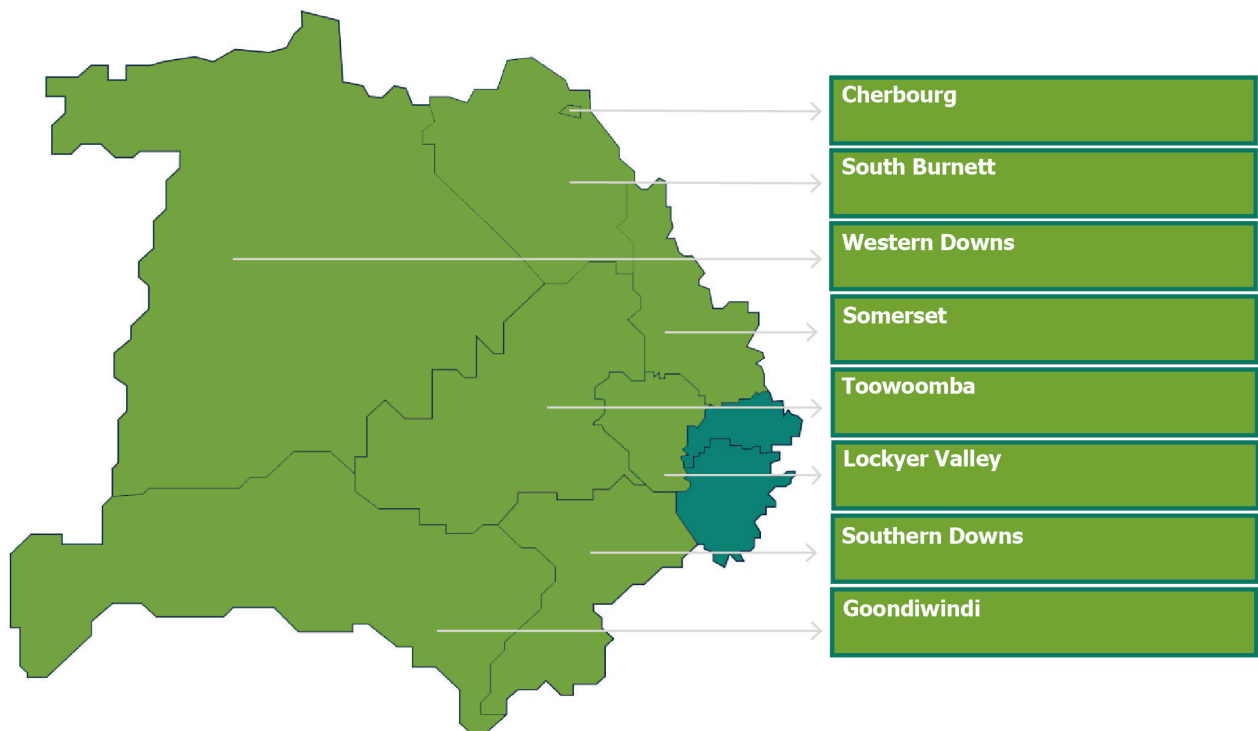 Cherbourg
South Burnett
Western Downs
Somerset
Toowoomba
Lockyer Valley
Southern Downs
Goondiwindi